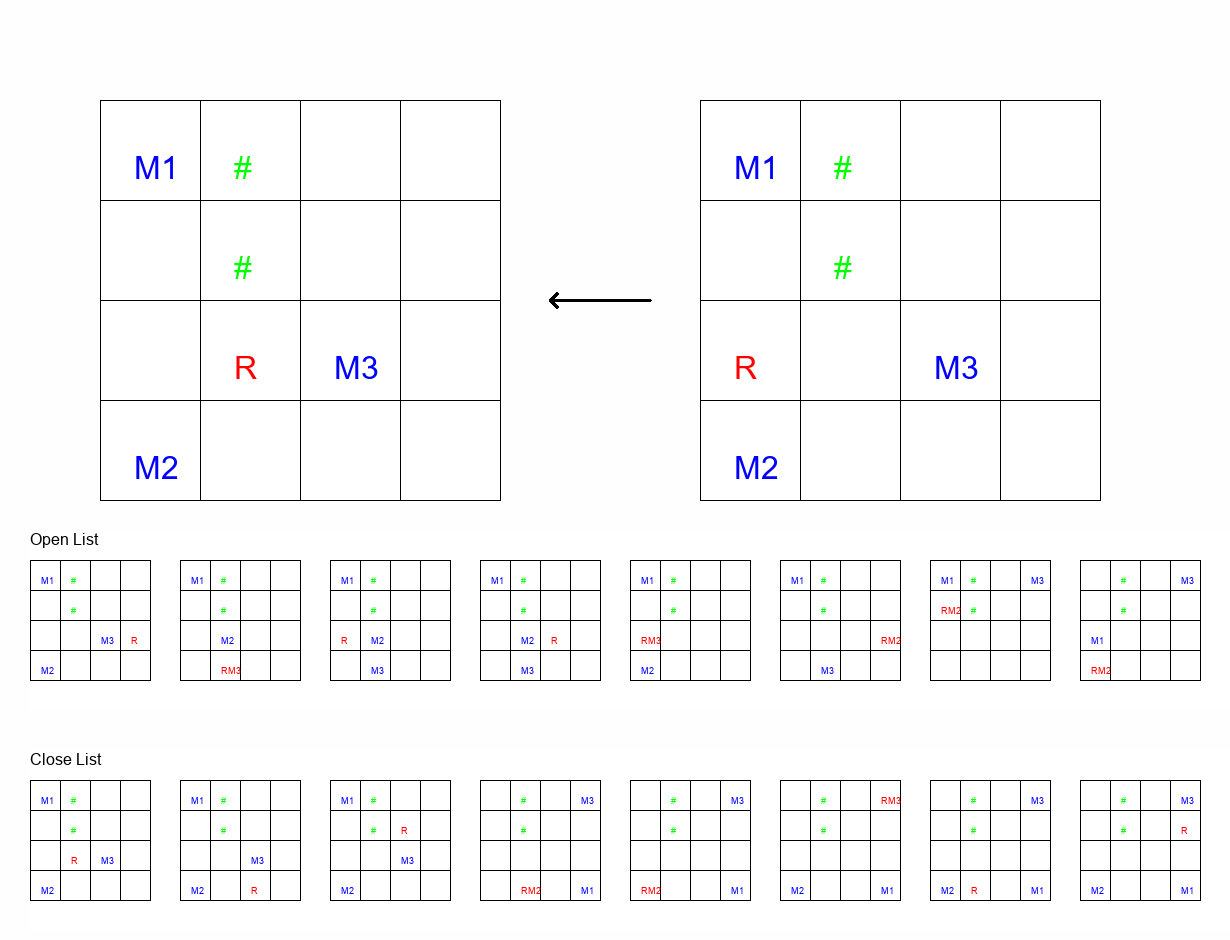 M1 # M1 #
# #
R M3 R M3
M2 M2
Open List
M1 # M1 # M1 # M1 # M1 # M1 # M1 # M3 # M3
# # # # # # RM2 # #
M3 R M2 R M2 M2 R RM3 RM2 M1
M2 RM3 M3 M3 M2 M3 RM2
Close List
M1 # M1 # M1 # # M3 # M3 # RM3 # M3 # M3
# # # R # # # # # R
R M3 M3 M3
M2 M2 R M2 RM2 M1 RM2 M1 M2 M1 M2 R M1 M2 M1